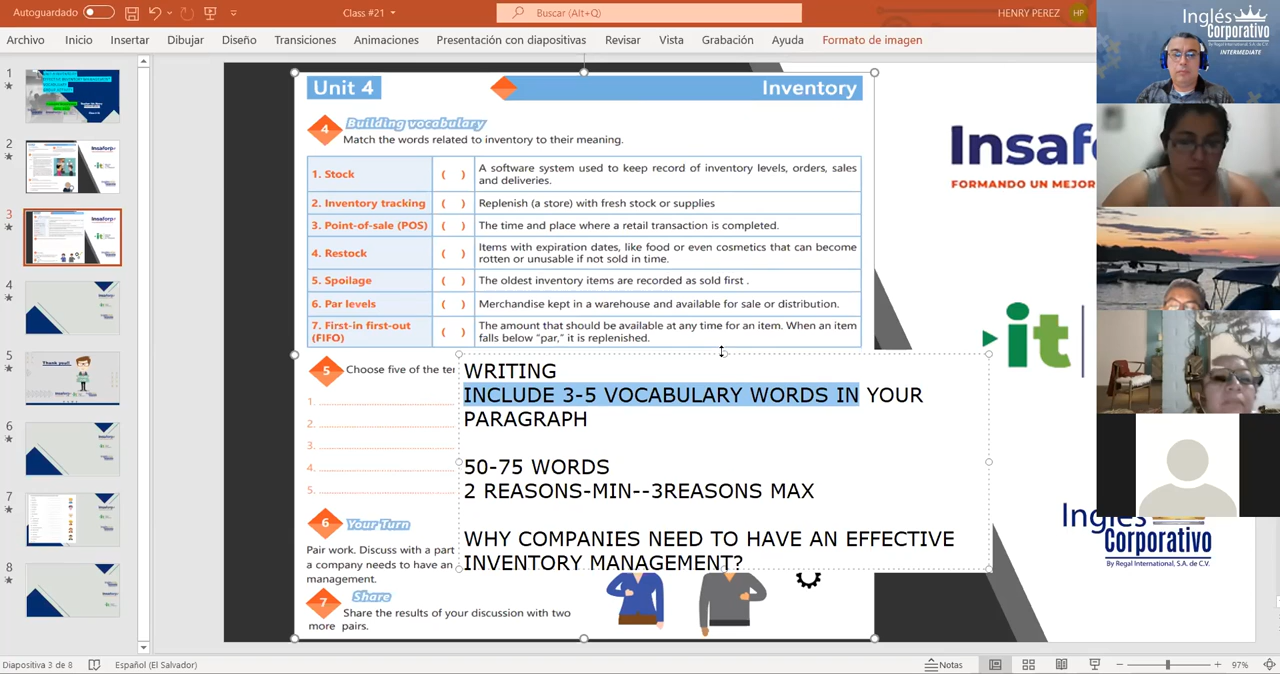 Autoguardado
Class #21
Buscar (Alt+Q)
HENRY PEREZ
HP
Archivo
Inicio
Insertar
Dibujar
Diseño
Transiciones
Animaciones
Presentación con diapositivas
Revisar
Vista
Grabación
Ayuda
Formato de imagen
Inglés
Corporativo
By Regal International, S.A. de C.V.
INTERMEDIATE
1
2
3
4
5
6
7
8
Thank you!!
Unit 4
Inventory
4 Building vocabulary
Match the words related to inventory to their meaning.
1. Stock ( ) A software system used to keep record of inventory levels, orders, sales
and deliveries.
2. Inventory tracking ( ) Replenish (a store) with fresh stock or supplies
3. Point-of-sale (POS) ( ) The time and place where a retail transaction is completed.
4. Restock ( ) Items with expiration dates, like food or even cosmetics that can become
rotten or unusable if not sold in time.
5. Spoilage ( ) The oldest inventory items are recorded as sold first .
6. Par levels ( ) Merchandise kept in a warehouse and available for sale or distribution.
7. First-in first-out
(FIFO) ( ) The amount that should be available at any time for an item. When an item
falls below "par," it is replenished.
5 Choose five of the ter
1.
2.
3.
4.
5.
WRITING
INCLUDE 3-5 VOCABULARY WORDS IN YOUR
PARAGRAPH
50-75 WORDS
2 REASONS-MIN--3REASONS MAX
WHY COMPANIES NEED TO HAVE AN EFFECTIVE
INVENTORY MANAGEMENT?
6 Your Turn
Pair work. Discuss with a part
a company needs to have an
management.
7 Share
Share the results of your discussion with two
more pairs.
Insafo
FORMANDO UN MEJOR
it
Inglés
Corporativo
By Regal International, S.A. de C.V.
Diapositiva 3 de 8
Español (El Salvador)
Notas
97%